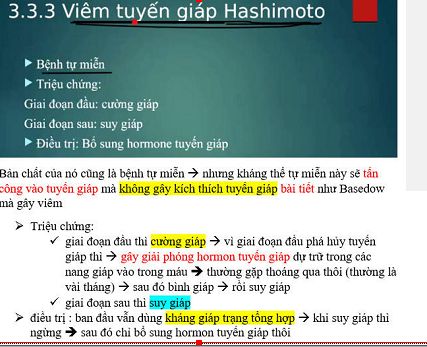 3.3.3 Viêm tuyến giáp Hashimoto
Bệnh tự miễn
Triệu chứng:
Giai đoạn đầu: cường giáp
Giai đoạn sau: suy giáp
Điều trị: Bổ sung hormone tuyến giáp
Bản chất của nó cũng là bệnh tự miễn → nhưng kháng thể tự miễn này sẽ tấn
công vào tuyến giáp mà không gây kích thích tuyến giáp bài tiết như Basedow
mà gây viêm
Triệu chứng:
✓ giai đoạn đầu thì cường giáp → vì giai đoạn đầu phá hủy tuyến
giáp thì → gây giải phóng hormon tuyến giáp dự trữ trong các
nang giáp vào trong máu → thường gặp thoáng qua thôi (thường là
vài tháng) → sau đó bình giáp → rồi suy giáp
✓ giai đoạn sau thì suy giáp
điều trị : ban đầu vẫn dùng kháng giáp trạng tổng hợp → khi suy giáp thì
ngừng → sau đó chỉ bổ sung hormon tuyến giáp thôi